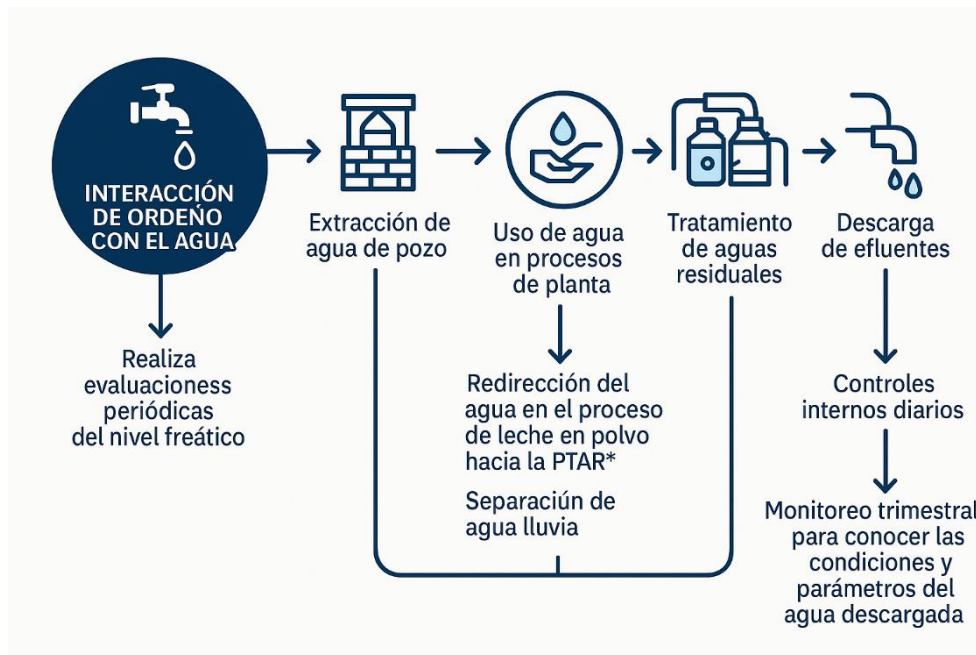 INTERACCIÓN
DE ORDEÑO
CON EL AGUA
Realiza
evaluacioness
periódicas
del nivel freático
Extracción de
agua de pozo
Uso de agua
en procesos
de planta
Redirección del
agua en el proceso
de leche en polvo
hacia la PTAR*
Separaciún de
agua lluvia
Tratamiento
de aguas
residuales
Descarga
de efluentes
Controles
internos diarios
Monitoreo trimestral
para conocer las
condiciones y
parámetros del
agua descargada